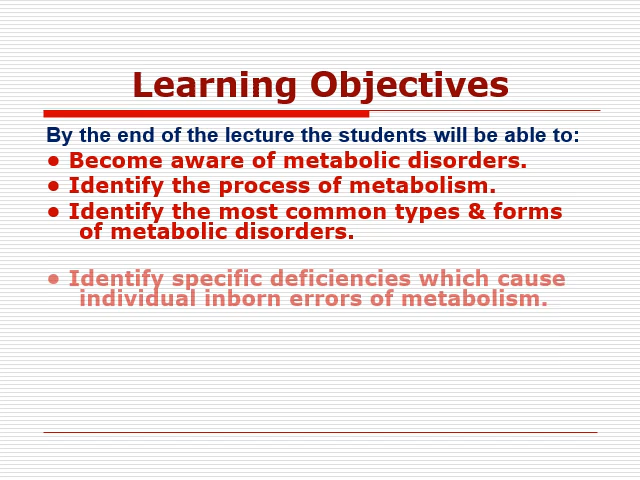 Learning Objectives
By the end of the lecture the students will be able to:
● Become aware of metabolic disorders.
● Identify the process of metabolism.
● Identify the most common types & forms
of metabolic disorders.
● Identify specific deficiencies which cause
individual inborn errors of metabolism.